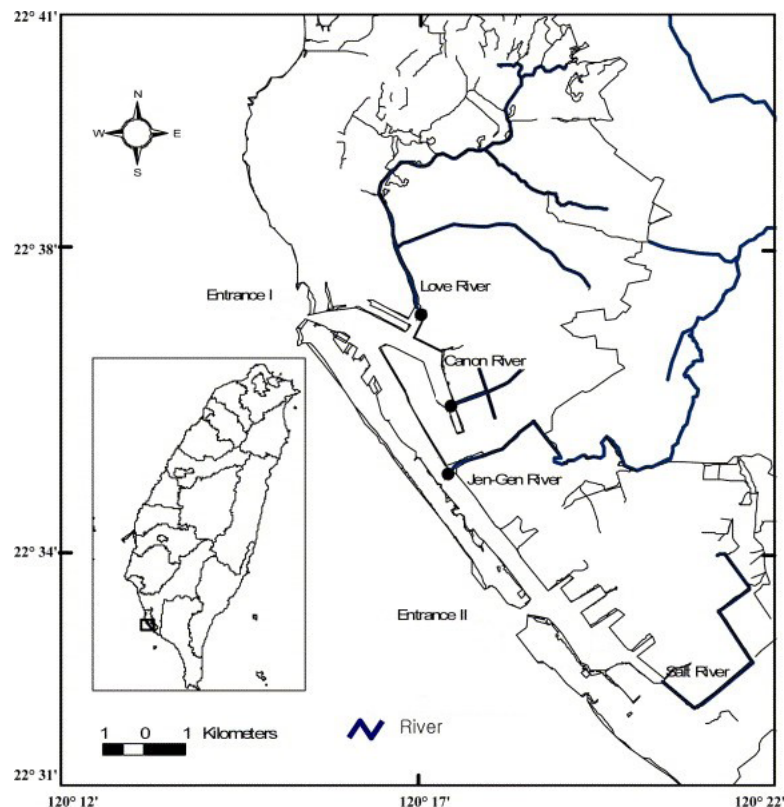 22° 41'
N
W E
S
22° 38'
Love River
Entrance I
Canon River
Jen-Gen River
22° 34'
Entrance II
Salt River
1 0 1 Kilometers
River
22° 31'
120° 12' 120° 17' 120° 22'